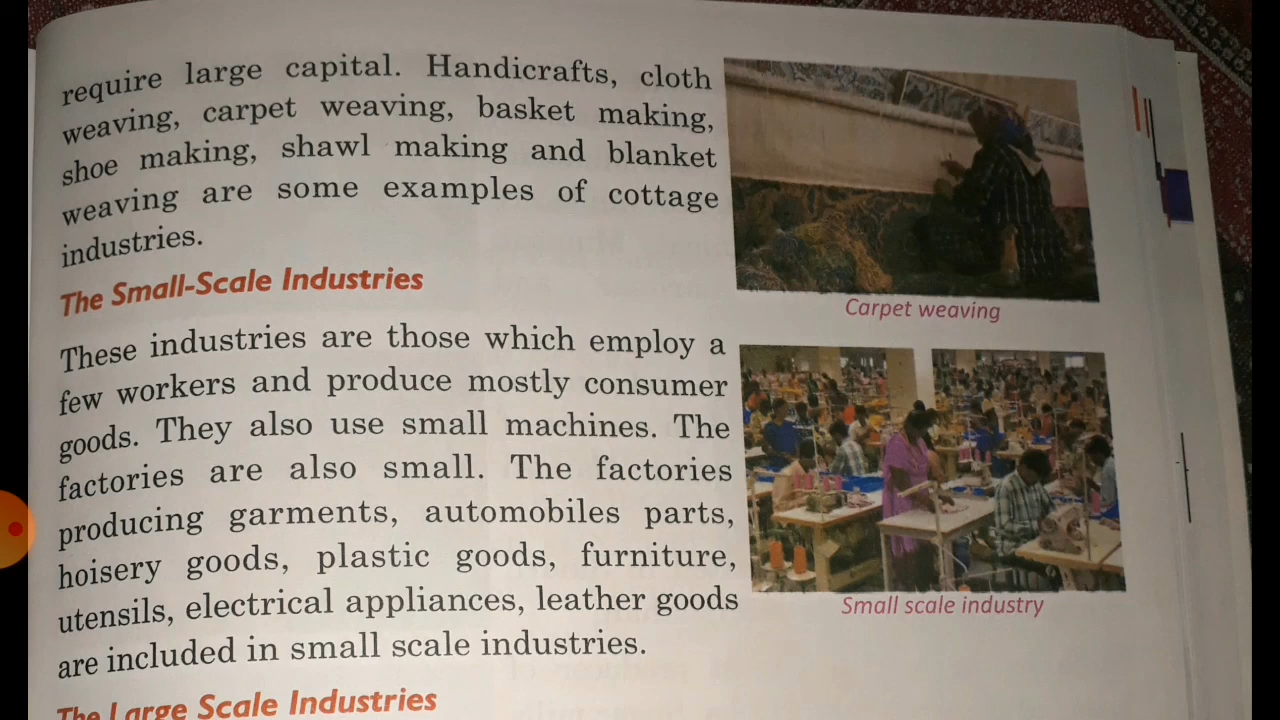 require large capital. Handicrafts, cloth
weaving, carpet weaving, basket making,
shoe making, shawl making and blanket
weaving are some examples of cottage
industries.
The Small-Scale Industries
These industries are those which employ a
few workers and produce mostly consumer
goods. They also use small machines. The
factories are also small. The factories
producing garments, automobiles parts,
hoisery goods, plastic goods, furniture,
utensils, electrical appliances, leather goods
are included in small scale industries.
The Large Scale Industries
Carpet weaving
Small scale industry